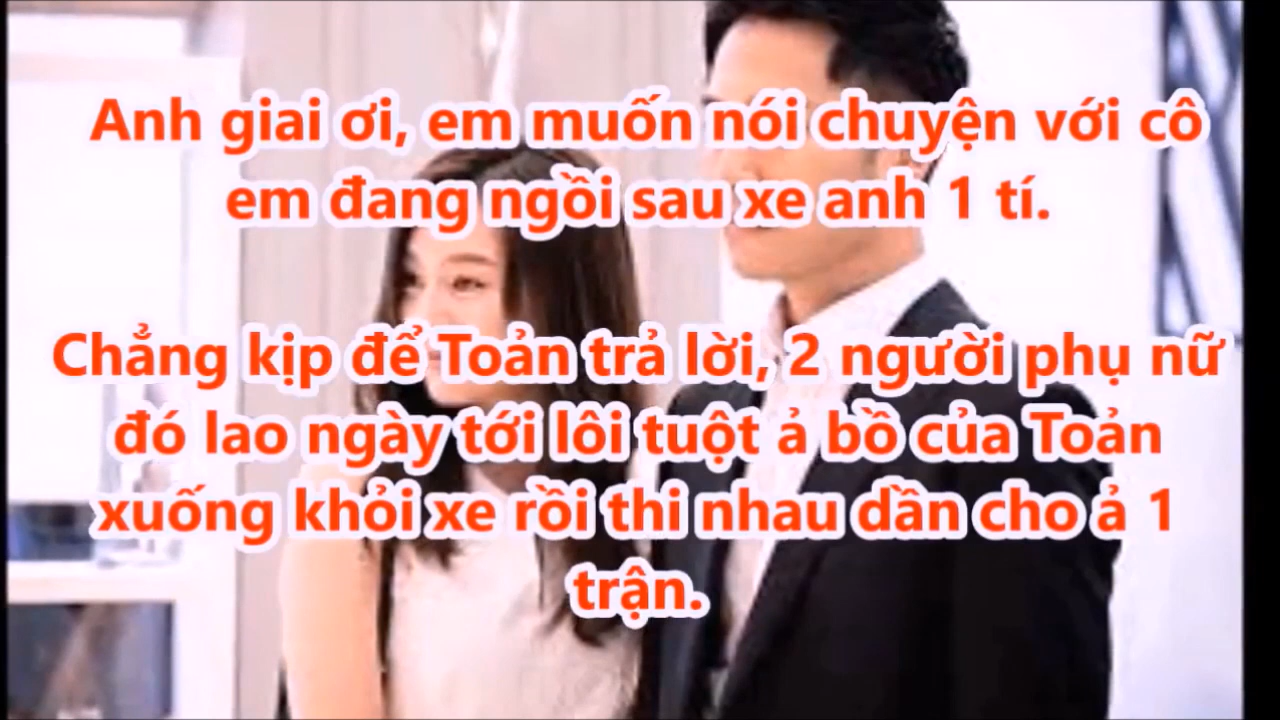 Anh giai ơi, em muốn nói chuyện với cô
em đang ngồi sau xe anh 1 tí.
Chẳng kịp để Toản trả lời, 2 người phụ nữ
đó lao ngày tới lôi tuột ả bồ của Toản
xuống khỏi xe rồi thi nhau dần cho ả 1
trận.